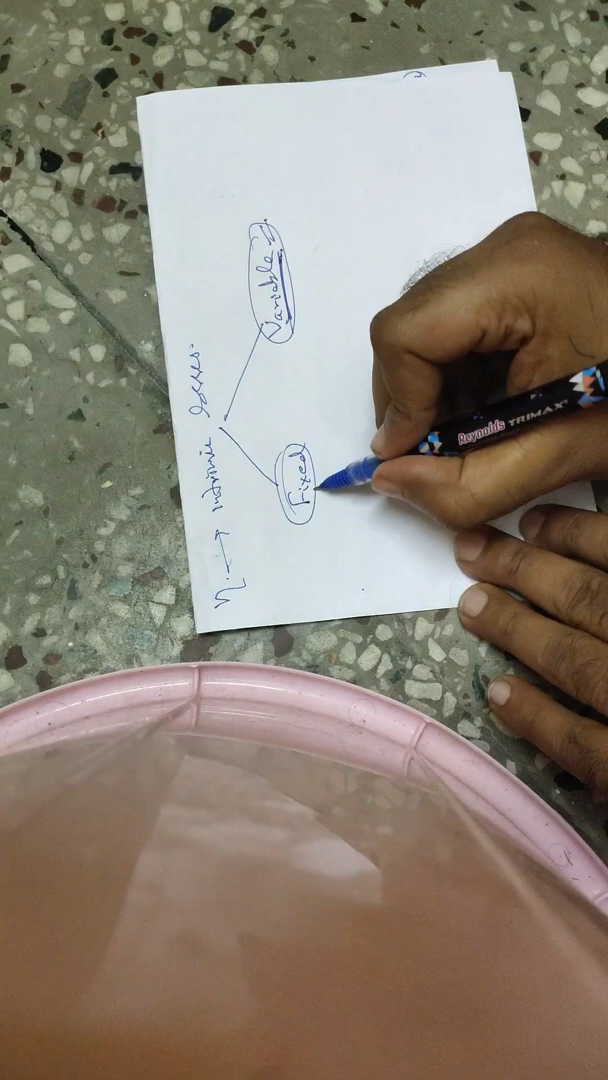 η → intrinsic losses.
Fixed Variable
Reynolds TRIMAX